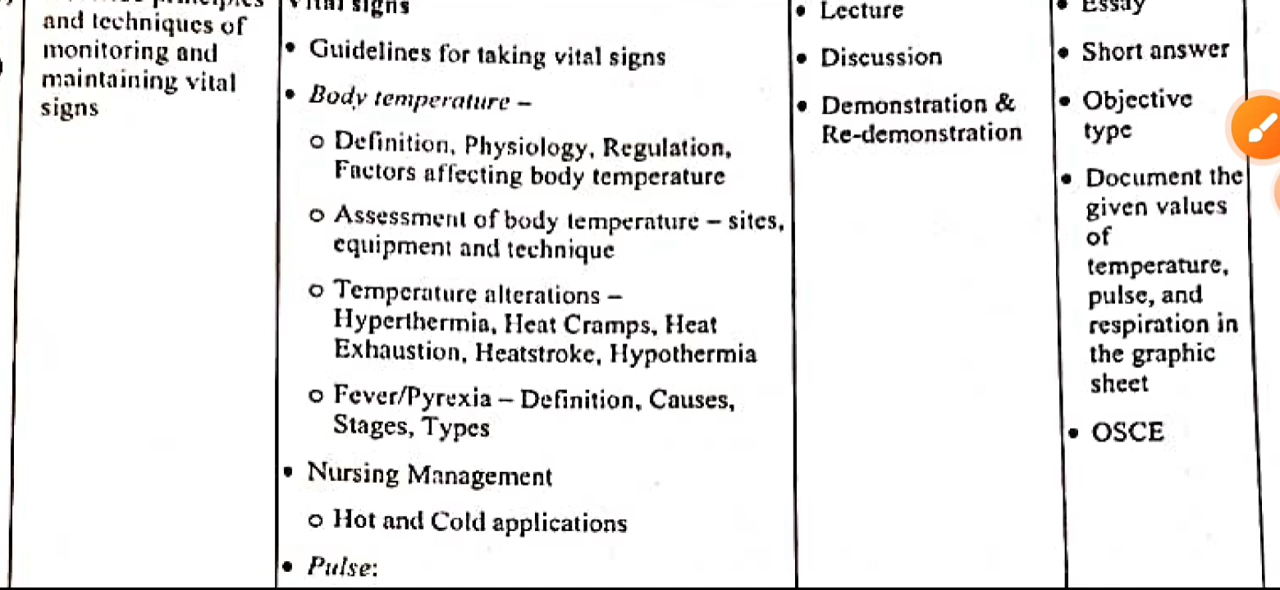 and techniques of
monitoring and
maintaining vital
signs
signs
• Guidelines for taking vital signs
• Body temperature –
o Definition, Physiology, Regulation,
Factors affecting body temperature
o Assessment of body temperature – sites,
equipment and technique
o Temperature alterations –
Hyperthermia, Heat Cramps, Heat
Exhaustion, Heatstroke, Hypothermia
o Fever/Pyrexia – Definition, Causes,
Stages, Types
• Nursing Management
o Hot and Cold applications
• Pulse:
• Lecture
• Discussion
• Demonstration &
Re-demonstration
• Essay
• Short answer
• Objective
type
• Document the
given values
of
temperature,
pulse, and
respiration in
the graphic
sheet
• OSCE